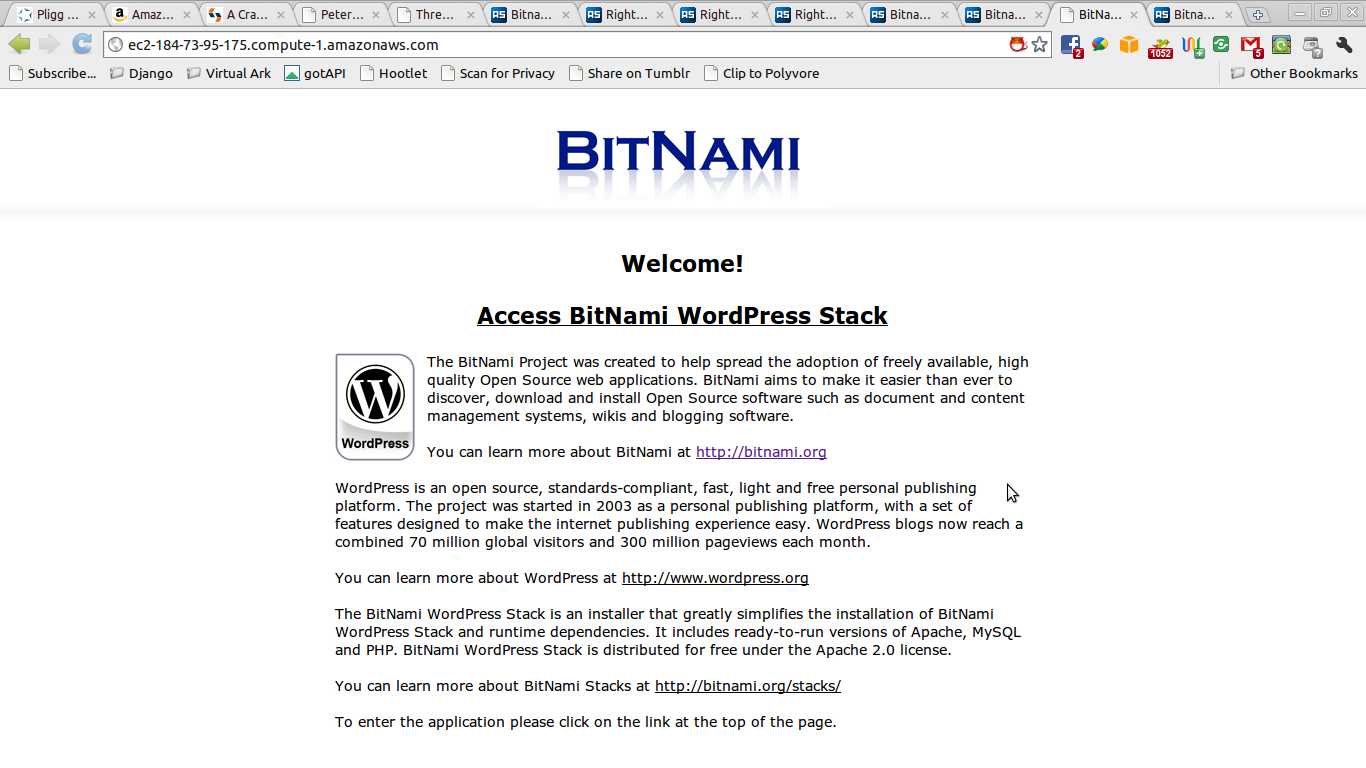 Pligg ...
Amaz...
A Cra...
Peter...
Thre...
Bitna...
Right...
Right...
Right...
Bitna...
Bitna...
BitNa...
Bitna...
ec2-184-73-95-175.compute-1.amazonaws.com
2
1052
5
?
Subscribe...
Django
Virtual Ark
gotAPI
Hootlet
Scan for Privacy
Share on Tumblr
Clip to Polyvore
Other Bookmarks
BITNAMI
Welcome!
Access BitNami WordPress Stack
WordPress
The BitNami Project was created to help spread the adoption of freely available, high
quality Open Source web applications. BitNami aims to make it easier than ever to
discover, download and install Open Source software such as document and content
management systems, wikis and blogging software.
You can learn more about BitNami at http://bitnami.org
WordPress is an open source, standards-compliant, fast, light and free personal publishing
platform. The project was started in 2003 as a personal publishing platform, with a set of
features designed to make the internet publishing experience easy. WordPress blogs now reach a
combined 70 million global visitors and 300 million pageviews each month.
You can learn more about WordPress at http://www.wordpress.org
The BitNami WordPress Stack is an installer that greatly simplifies the installation of BitNami
WordPress Stack and runtime dependencies. It includes ready-to-run versions of Apache, MySQL
and PHP. BitNami WordPress Stack is distributed for free under the Apache 2.0 license.
You can learn more about BitNami Stacks at http://bitnami.org/stacks/
To enter the application please click on the link at the top of the page.